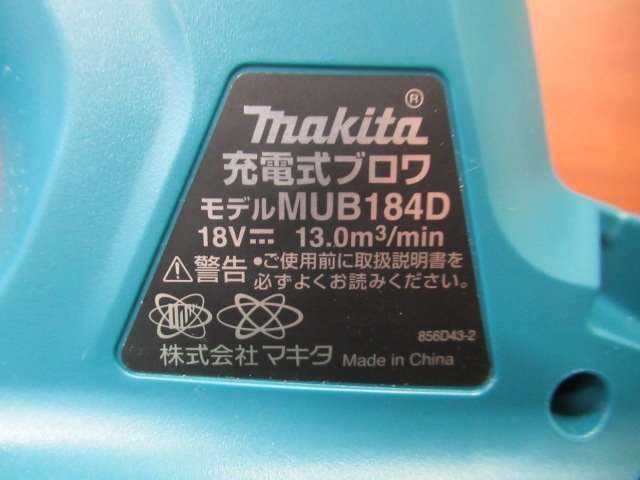 makita®
充電式ブロワ
モデルMUB184D
18V⎓ 13.0m³/min
⚠警告 •ご使用前に取扱説明書を
必ずよくお読みください。
856D43-2
株式会社マキタ Made in China